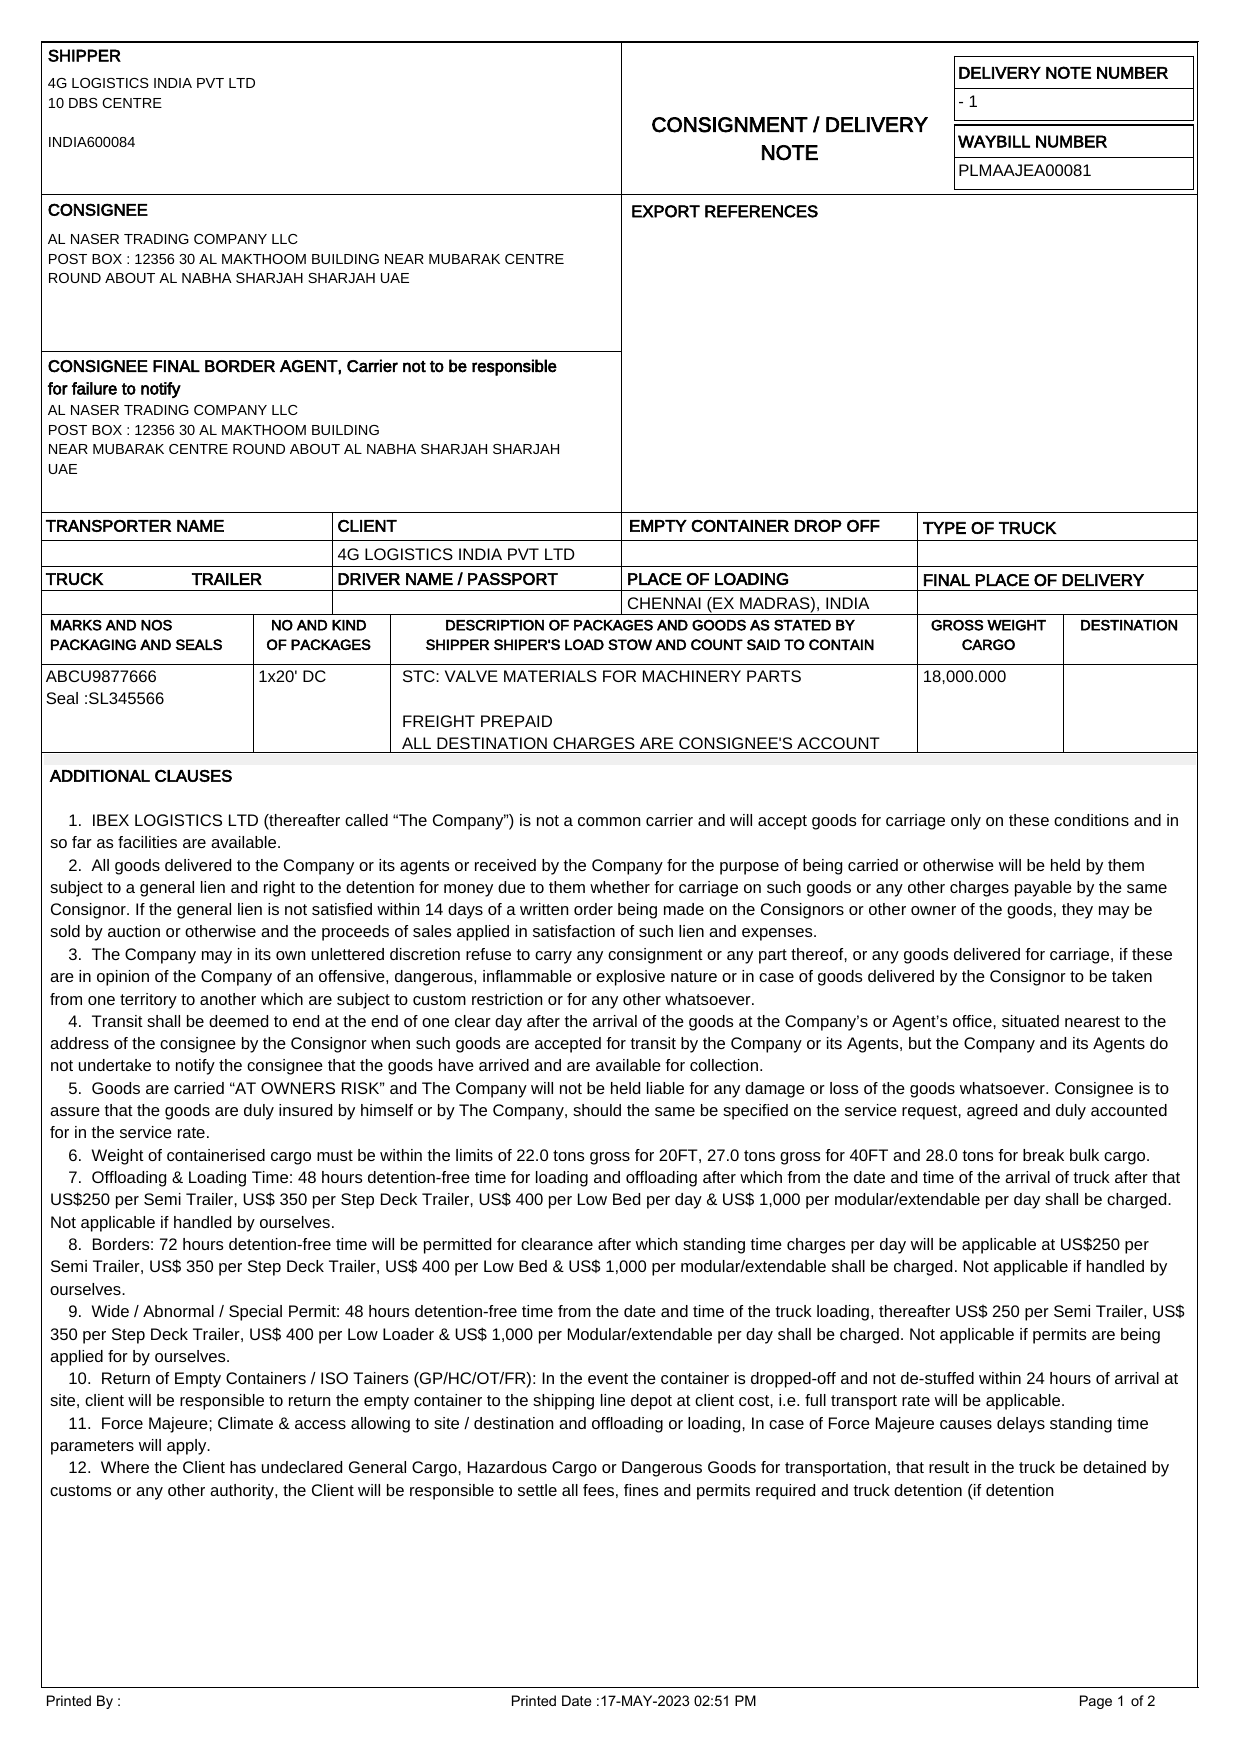 SHIPPER
4G LOGISTICS INDIA PVT LTD
10 DBS CENTRE
INDIA600084
CONSIGNMENT / DELIVERY
NOTE
DELIVERY NOTE NUMBER
- 1
WAYBILL NUMBER
PLMAAJEA00081
CONSIGNEE
AL NASER TRADING COMPANY LLC
POST BOX : 12356 30 AL MAKTHOOM BUILDING NEAR MUBARAK CENTRE
ROUND ABOUT AL NABHA SHARJAH SHARJAH UAE
EXPORT REFERENCES
CONSIGNEE FINAL BORDER AGENT, Carrier not to be responsible
for failure to notify
AL NASER TRADING COMPANY LLC
POST BOX : 12356 30 AL MAKTHOOM BUILDING
NEAR MUBARAK CENTRE ROUND ABOUT AL NABHA SHARJAH SHARJAH
UAE
TRANSPORTER NAME CLIENT EMPTY CONTAINER DROP OFF TYPE OF TRUCK
4G LOGISTICS INDIA PVT LTD
TRUCK TRAILER DRIVER NAME / PASSPORT PLACE OF LOADING FINAL PLACE OF DELIVERY
CHENNAI (EX MADRAS), INDIA
MARKS AND NOS NO AND KIND DESCRIPTION OF PACKAGES AND GOODS AS STATED BY GROSS WEIGHT DESTINATION
PACKAGING AND SEALS OF PACKAGES SHIPPER SHIPER'S LOAD STOW AND COUNT SAID TO CONTAIN CARGO
ABCU9877666 1x20' DC STC: VALVE MATERIALS FOR MACHINERY PARTS 18,000.000
Seal :SL345566
FREIGHT PREPAID
ALL DESTINATION CHARGES ARE CONSIGNEE'S ACCOUNT
ADDITIONAL CLAUSES
1. IBEX LOGISTICS LTD (thereafter called “The Company”) is not a common carrier and will accept goods for carriage only on these conditions and in
so far as facilities are available.
2. All goods delivered to the Company or its agents or received by the Company for the purpose of being carried or otherwise will be held by them
subject to a general lien and right to the detention for money due to them whether for carriage on such goods or any other charges payable by the same
Consignor. If the general lien is not satisfied within 14 days of a written order being made on the Consignors or other owner of the goods, they may be
sold by auction or otherwise and the proceeds of sales applied in satisfaction of such lien and expenses.
3. The Company may in its own unlettered discretion refuse to carry any consignment or any part thereof, or any goods delivered for carriage, if these
are in opinion of the Company of an offensive, dangerous, inflammable or explosive nature or in case of goods delivered by the Consignor to be taken
from one territory to another which are subject to custom restriction or for any other whatsoever.
4. Transit shall be deemed to end at the end of one clear day after the arrival of the goods at the Company’s or Agent’s office, situated nearest to the
address of the consignee by the Consignor when such goods are accepted for transit by the Company or its Agents, but the Company and its Agents do
not undertake to notify the consignee that the goods have arrived and are available for collection.
5. Goods are carried “AT OWNERS RISK” and The Company will not be held liable for any damage or loss of the goods whatsoever. Consignee is to
assure that the goods are duly insured by himself or by The Company, should the same be specified on the service request, agreed and duly accounted
for in the service rate.
6. Weight of containerised cargo must be within the limits of 22.0 tons gross for 20FT, 27.0 tons gross for 40FT and 28.0 tons for break bulk cargo.
7. Offloading & Loading Time: 48 hours detention-free time for loading and offloading after which from the date and time of the arrival of truck after that
US$250 per Semi Trailer, US$ 350 per Step Deck Trailer, US$ 400 per Low Bed per day & US$ 1,000 per modular/extendable per day shall be charged.
Not applicable if handled by ourselves.
8. Borders: 72 hours detention-free time will be permitted for clearance after which standing time charges per day will be applicable at US$250 per
Semi Trailer, US$ 350 per Step Deck Trailer, US$ 400 per Low Bed & US$ 1,000 per modular/extendable shall be charged. Not applicable if handled by
ourselves.
9. Wide / Abnormal / Special Permit: 48 hours detention-free time from the date and time of the truck loading, thereafter US$ 250 per Semi Trailer, US$
350 per Step Deck Trailer, US$ 400 per Low Loader & US$ 1,000 per Modular/extendable per day shall be charged. Not applicable if permits are being
applied for by ourselves.
10. Return of Empty Containers / ISO Tainers (GP/HC/OT/FR): In the event the container is dropped-off and not de-stuffed within 24 hours of arrival at
site, client will be responsible to return the empty container to the shipping line depot at client cost, i.e. full transport rate will be applicable.
11. Force Majeure; Climate & access allowing to site / destination and offloading or loading, In case of Force Majeure causes delays standing time
parameters will apply.
12. Where the Client has undeclared General Cargo, Hazardous Cargo or Dangerous Goods for transportation, that result in the truck be detained by
customs or any other authority, the Client will be responsible to settle all fees, fines and permits required and truck detention (if detention
Printed By : Printed Date :17-MAY-2023 02:51 PM Page 1 of 2